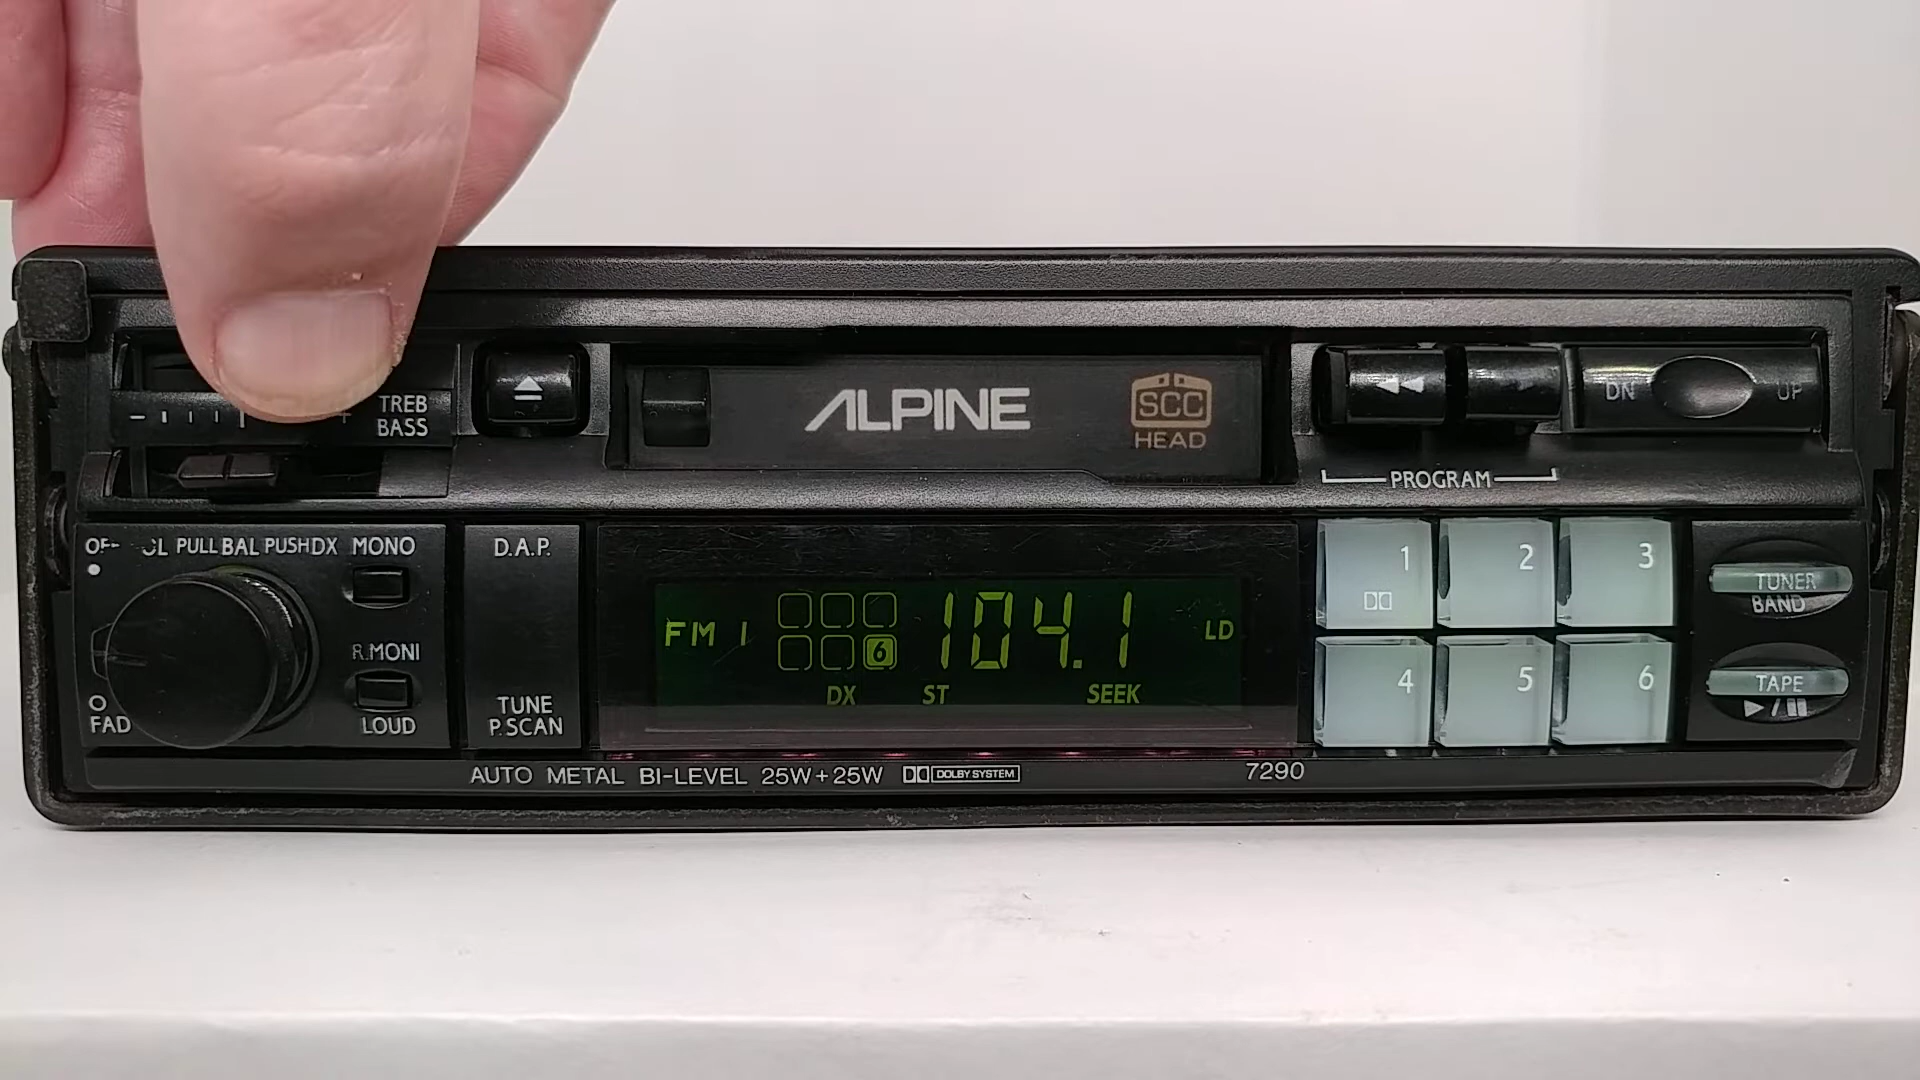 TREB
BASS
ALPINE
SCC
HEAD
DN
UP
PROGRAM
PULL BAL PUSH DX MONO
R.MONI
LOUD
FAD
D.A.P.
TUNE
P.SCAN
FM 1
6
104.1
LD
DX
ST
SEEK
1
2
3
4
5
6
TUNER
BAND
TAPE
AUTO METAL BI-LEVEL 25W+25W DOLBY SYSTEM
7290